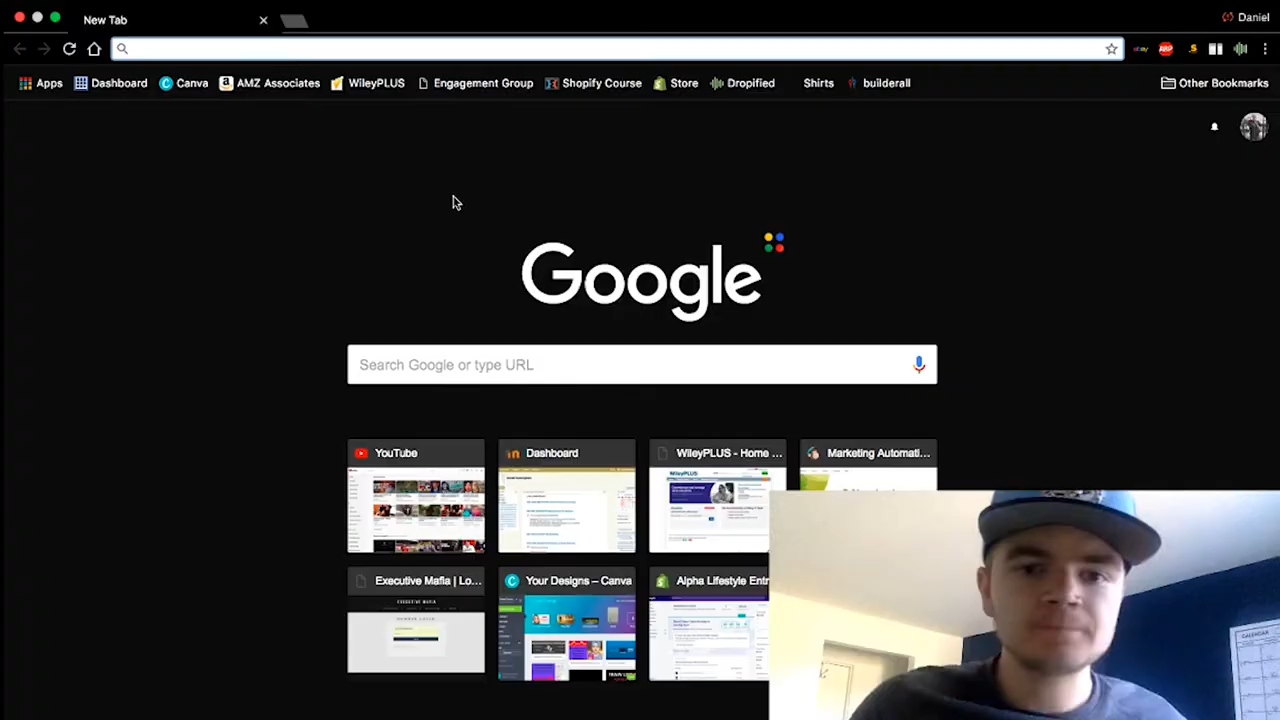 New Tab
Daniel
Apps
Dashboard
Canva
AMZ Associates
WileyPLUS
Engagement Group
Shopify Course
Store
Dropified
Shirts
builderall
Other Bookmarks
Google
Search Google or type URL
YouTube
Dashboard
WileyPLUS - Home ...
Marketing Automati...
Executive Mafia | Lo...
Your Designs – Canva
Alpha Lifestyle Entr